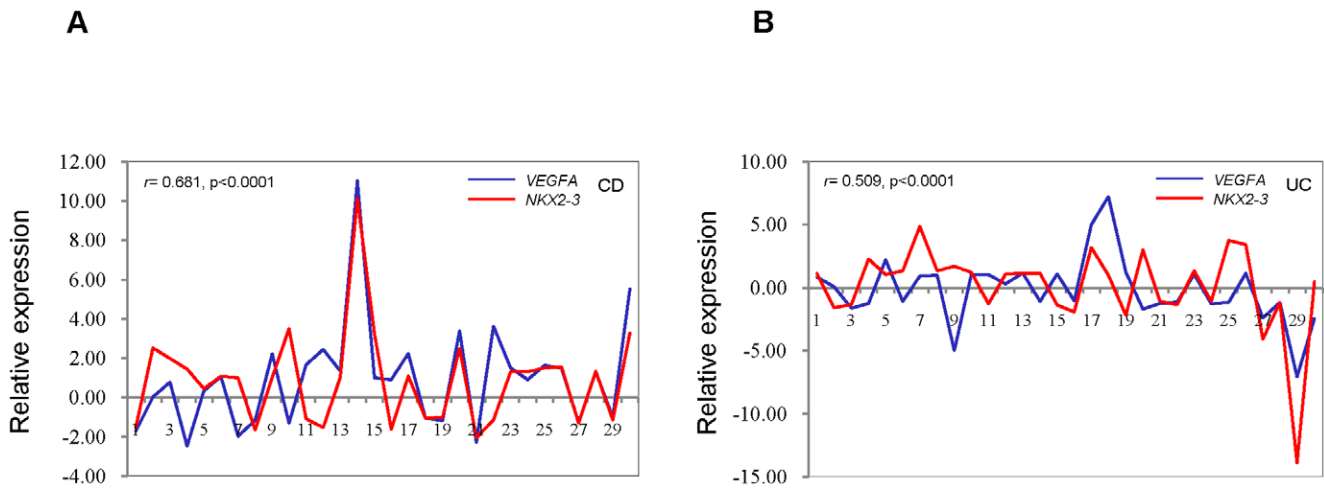 A
B
12.00
10.00
8.00
6.00
4.00
2.00
0.00
-2.00
-4.00
Relative expression
r= 0.681, p<0.0001
VEGFA
NKX2-3
CD
1 3 5 7 9 11 13 15 17 19 21 23 25 27 29
10.00
5.00
0.00
-5.00
-10.00
-15.00
Relative expression
r= 0.509, p<0.0001
VEGFA
NKX2-3
UC
1 3 5 7 9 11 13 15 17 19 21 23 25 27 29